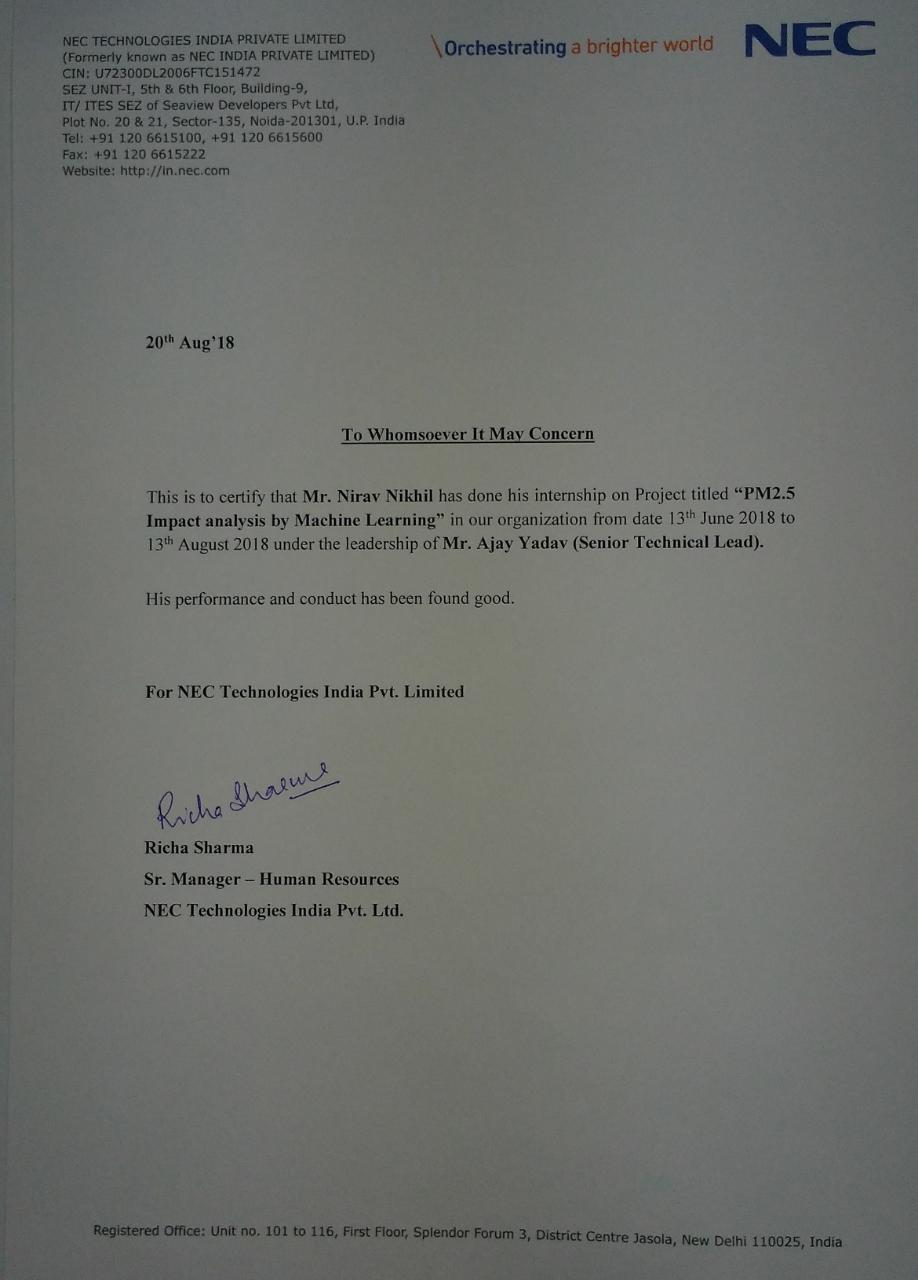 NEC TECHNOLOGIES INDIA PRIVATE LIMITED
(Formerly known as NEC INDIA PRIVATE LIMITED)
CIN: U72300DL2006FTC151472
SEZ UNIT-I, 5th & 6th Floor, Building-9,
IT/ ITES SEZ of Seaview Developers Pvt Ltd,
Plot No. 20 & 21, Sector-135, Noida-201301, U.P. India
Tel: +91 120 6615100, +91 120 6615600
Fax: +91 120 6615222
Website: http://in.nec.com
\Orchestrating a brighter world
NEC
20th Aug'18
To Whomsoever It May Concern
This is to certify that Mr. Nirav Nikhil has done his internship on Project titled “PM2.5
Impact analysis by Machine Learning” in our organization from date 13th June 2018 to
13th August 2018 under the leadership of Mr. Ajay Yadav (Senior Technical Lead).
His performance and conduct has been found good.
For NEC Technologies India Pvt. Limited
Richa Sharma
Richa Sharma
Sr. Manager – Human Resources
NEC Technologies India Pvt. Ltd.
Registered Office: Unit no. 101 to 116, First Floor, Splendor Forum 3, District Centre Jasola, New Delhi 110025, India